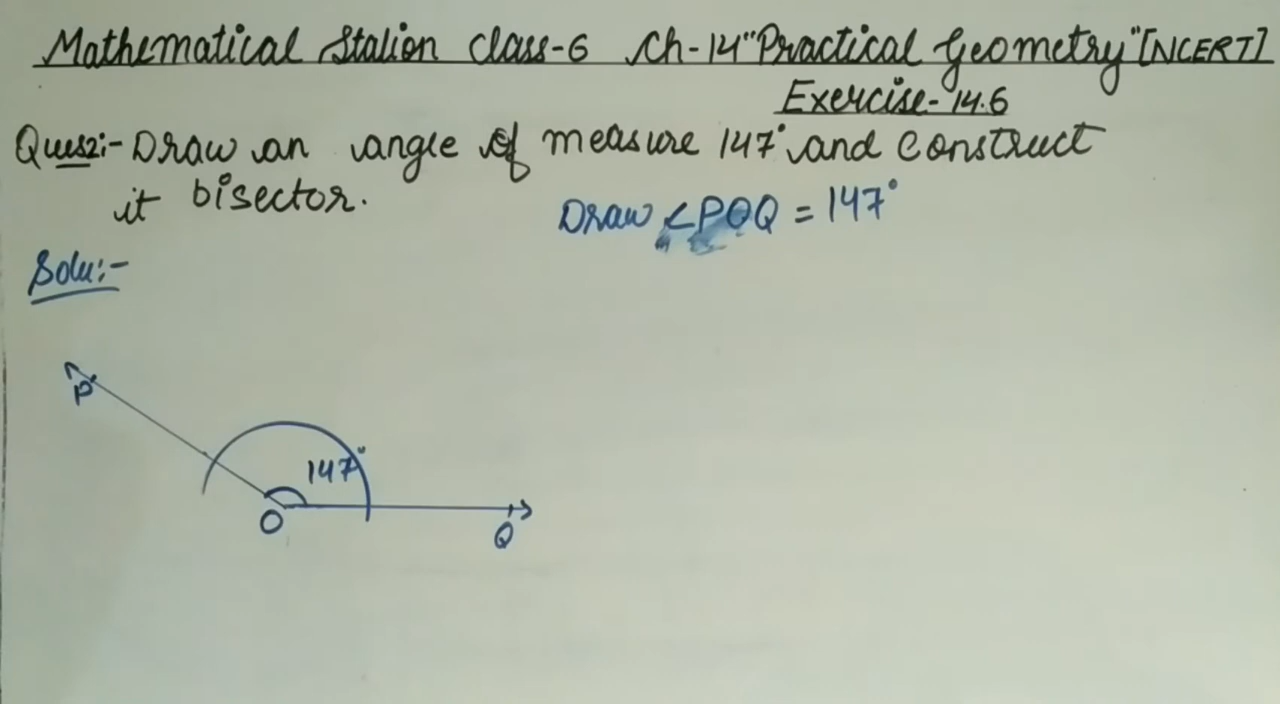 Mathematical Stalion Class-6 Ch-14 "Practical Geometry" [NCERT]
Exercise-14.6
Ques2:- Draw an angle of measure 147° and construct
it bisector.
Draw ∠POQ = 147°
Solu:-
P
147°
O
Q